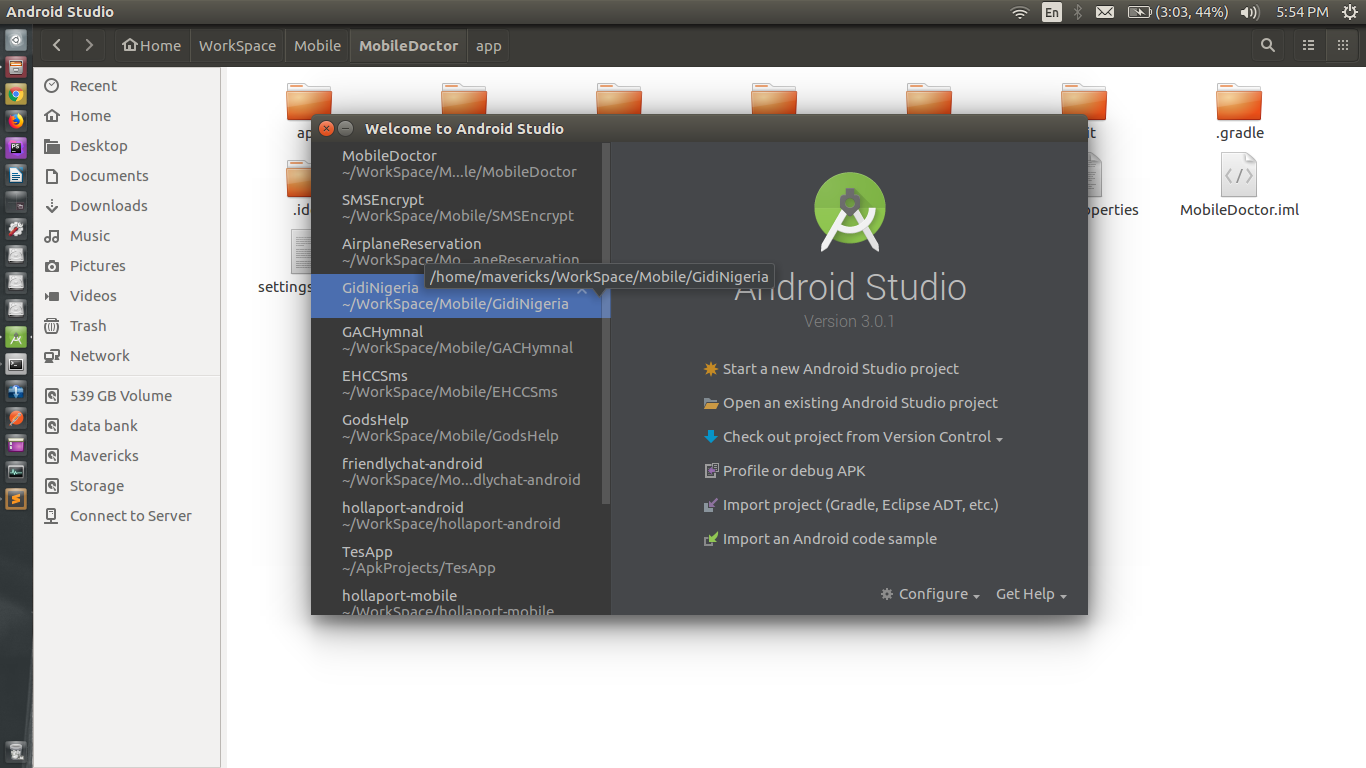 Android Studio
En
(3:03, 44%)
5:54 PM
Home
WorkSpace
Mobile
MobileDoctor
app
Recent
Home
Desktop
Documents
Downloads
Music
Pictures
Videos
Trash
Network
539 GB Volume
data bank
Mavericks
Storage
Connect to Server
.gradle
MobileDoctor.iml
Welcome to Android Studio
MobileDoctor
~/WorkSpace/M...le/MobileDoctor
SMSEncrypt
~/WorkSpace/Mobile/SMSEncrypt
AirplaneReservation
~/WorkSpace/Mo...aneReservation
/home/mavericks/WorkSpace/Mobile/GidiNigeria
GidiNigeria
~/WorkSpace/Mobile/GidiNigeria
GACHymnal
~/WorkSpace/Mobile/GACHymnal
EHCCSms
~/WorkSpace/Mobile/EHCCSms
GodsHelp
~/WorkSpace/Mobile/GodsHelp
friendlychat-android
~/WorkSpace/Mo...dlychat-android
hollaport-android
~/WorkSpace/hollaport-android
TesApp
~/ApkProjects/TesApp
hollaport-mobile
~/WorkSpace/hollaport-mobile
Android Studio
Version 3.0.1
Start a new Android Studio project
Open an existing Android Studio project
Check out project from Version Control
Profile or debug APK
Import project (Gradle, Eclipse ADT, etc.)
Import an Android code sample
Configure
Get Help